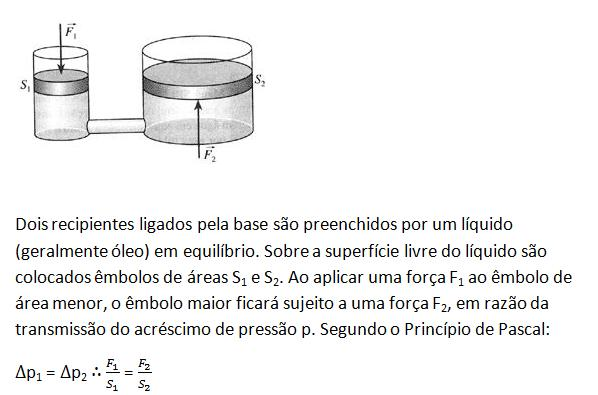 F₁
S₁
S₂
F₂
Dois recipientes ligados pela base são preenchidos por um líquido
(geralmente óleo) em equilíbrio. Sobre a superfície livre do líquido são
colocados êmbolos de áreas S₁ e S₂. Ao aplicar uma força F₁ ao êmbolo de
área menor, o êmbolo maior ficará sujeito a uma força F₂, em razão da
transmissão do acréscimo de pressão p. Segundo o Princípio de Pascal:
Δp₁ = Δp₂ ∴ F₁/S₁ = F₂/S₂